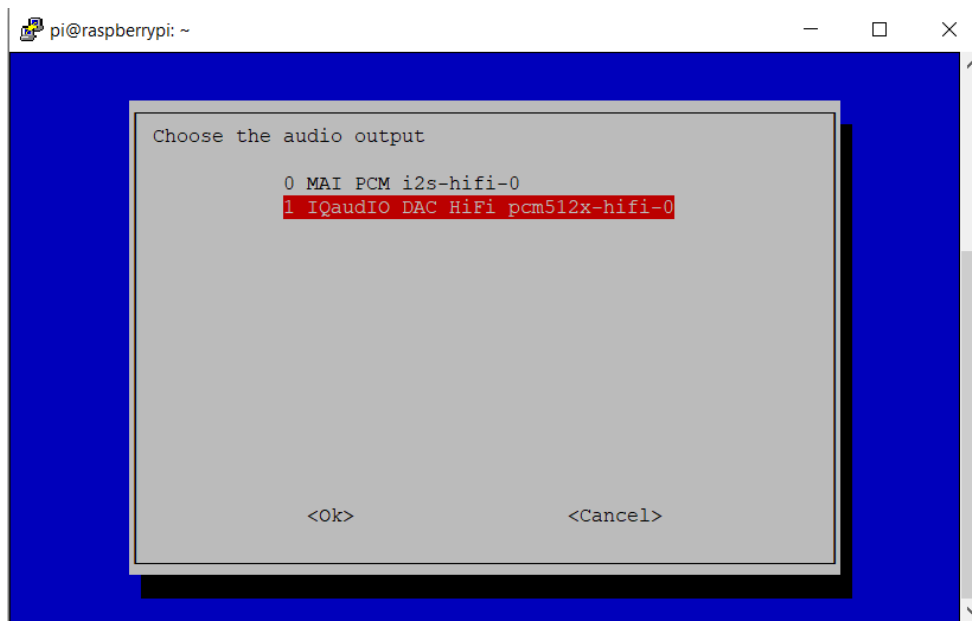 pi@raspberrypi: ~
Choose the audio output
0 MAI PCM i2s-hifi-0
1 IQaudIO DAC HiFi pcm512x-hifi-0
<Ok> <Cancel>